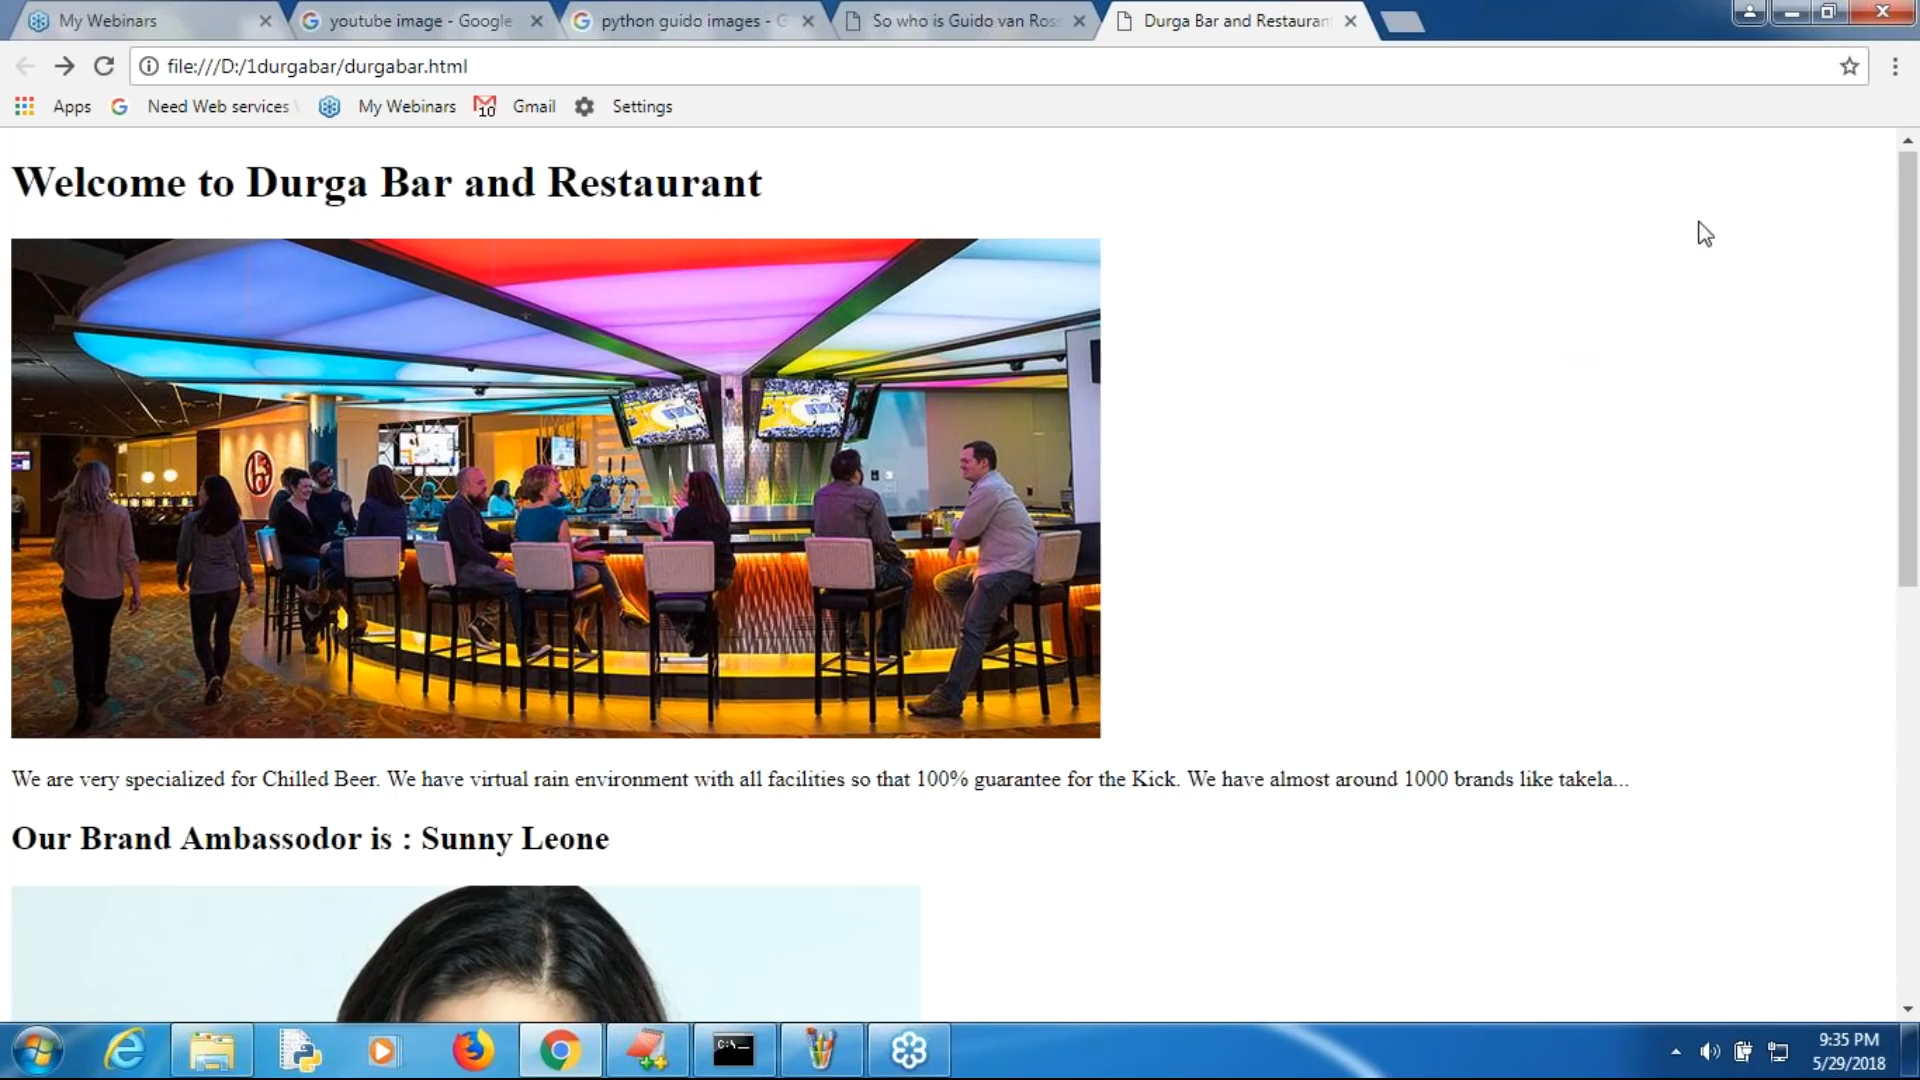 My Webinars
youtube image - Google
python guido images - G
So who is Guido van Ros
Durga Bar and Restauran
file:///D:/1durgabar/durgabar.html
Apps
Need Web services
My Webinars
10
Gmail
Settings
Welcome to Durga Bar and Restaurant
We are very specialized for Chilled Beer. We have virtual rain environment with all facilities so that 100% guarantee for the Kick. We have almost around 1000 brands like takela...
Our Brand Ambassodor is : Sunny Leone
C:\_
9:35 PM
5/29/2018